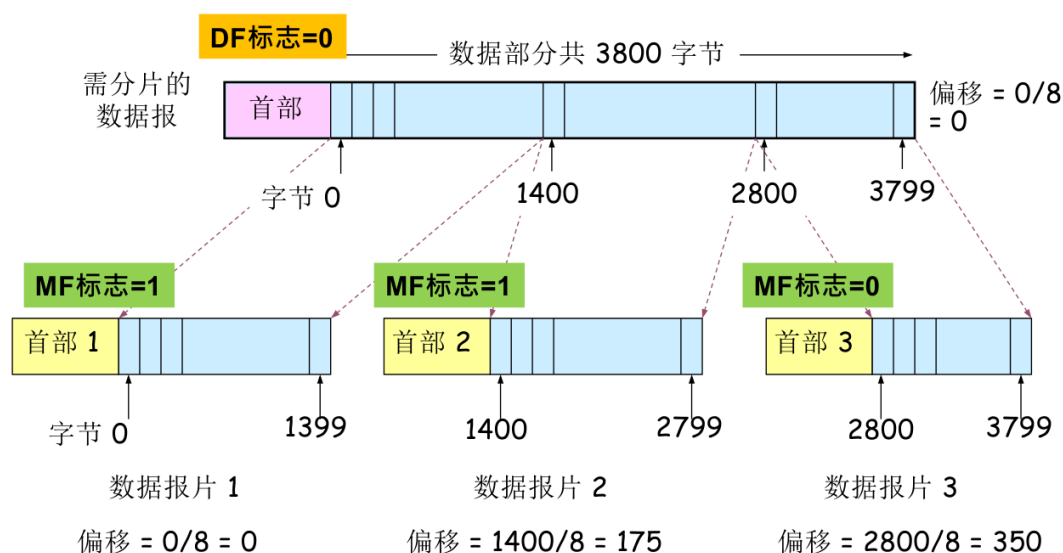 DF标志=0
数据部分共 3800 字节
需分片的
数据报
首部
偏移 = 0/8
= 0
字节 0
1400
2800
3799
MF标志=1
MF标志=1
MF标志=0
首部 1
首部 2
首部 3
字节 0
1399
1400
2799
2800
3799
数据报片 1
数据报片 2
数据报片 3
偏移 = 0/8 = 0
偏移 = 1400/8 = 175
偏移 = 2800/8 = 350